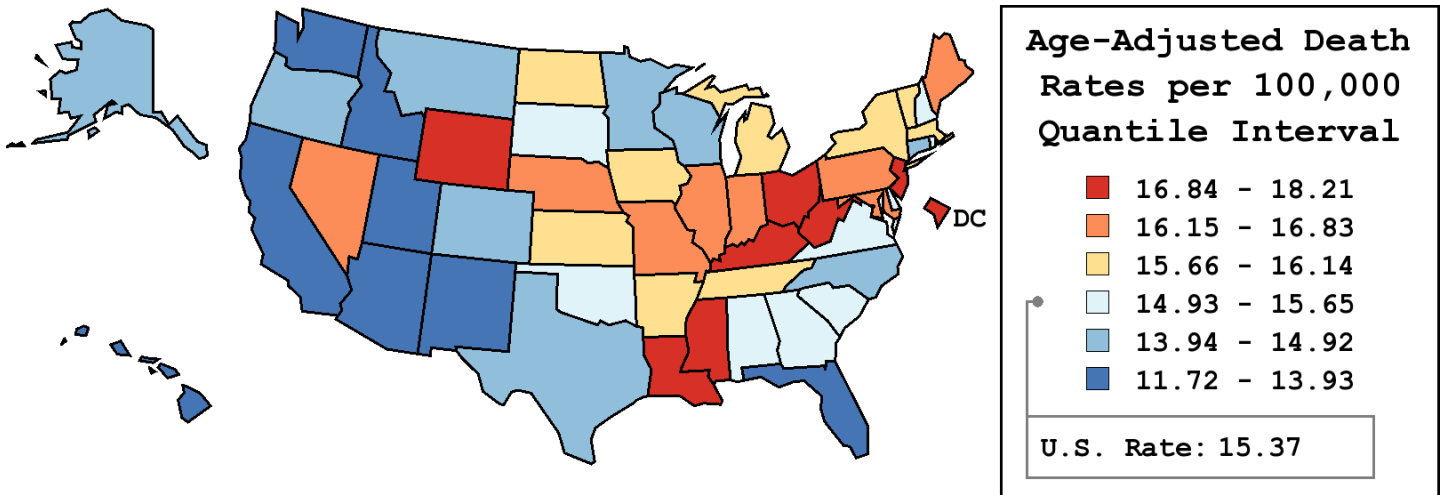 Age-Adjusted Death
Rates per 100,000
Quantile Interval
16.84 - 18.21
16.15 - 16.83
15.66 - 16.14
14.93 - 15.65
13.94 - 14.92
11.72 - 13.93
U.S. Rate: 15.37
DC